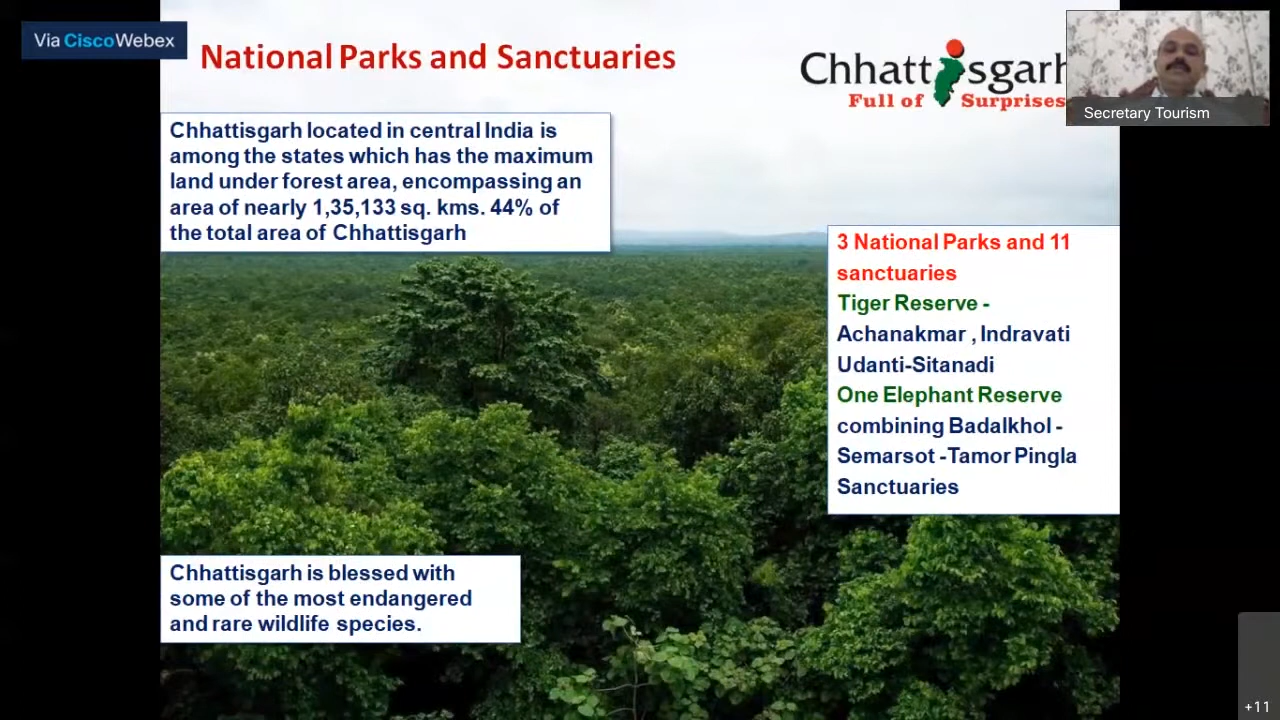 Via CiscoWebex
National Parks and Sanctuaries
Chhattisgarh
Full of Surprises
Secretary Tourism
Chhattisgarh located in central India is
among the states which has the maximum
land under forest area, encompassing an
area of nearly 1,35,133 sq. kms. 44% of
the total area of Chhattisgarh
3 National Parks and 11
sanctuaries
Tiger Reserve -
Achanakmar , Indravati
Udanti-Sitanadi
One Elephant Reserve
combining Badalkhol -
Semarsot -Tamor Pingla
Sanctuaries
Chhattisgarh is blessed with
some of the most endangered
and rare wildlife species.
+11